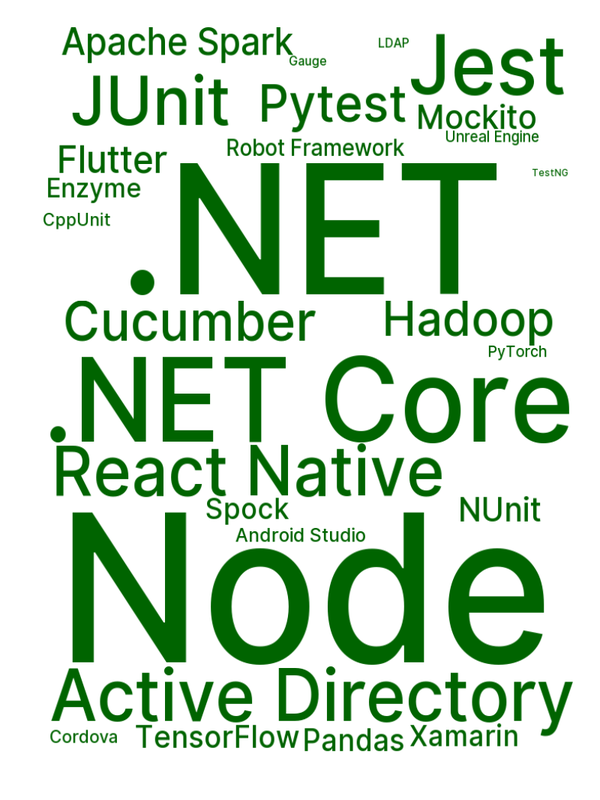 Apache Spark
LDAP
Gauge
Jest
JUnit
Pytest
Mockito
Unreal Engine
Robot Framework
Flutter
TestNG
Enzyme
.NET
CppUnit
Cucumber
Hadoop
PyTorch
.NET Core
React Native
Spock
NUnit
Android Studio
Node
Active Directory
Cordova
TensorFlow
Pandas
Xamarin